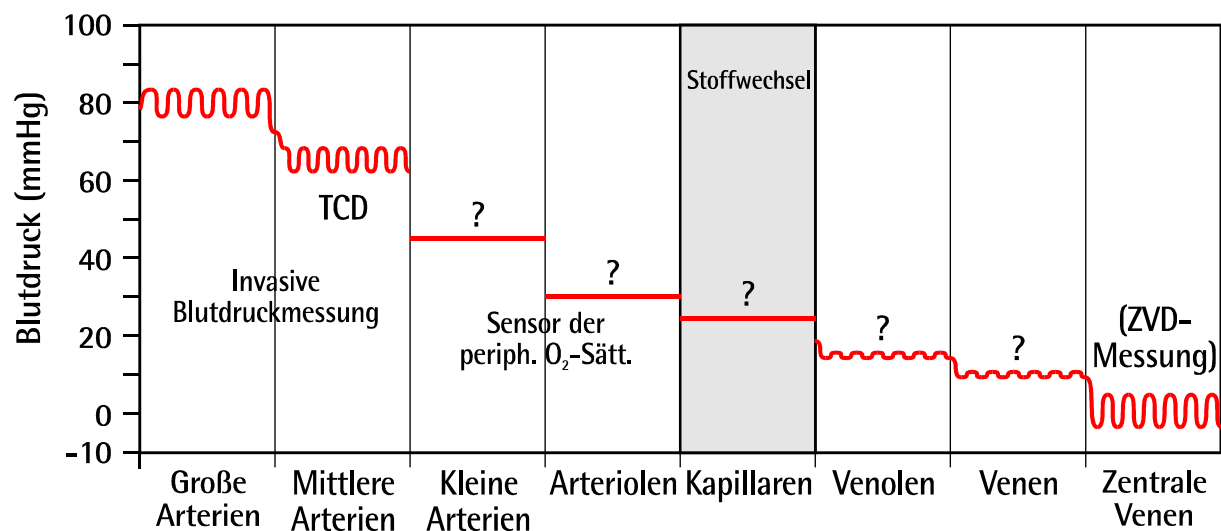 Blutdruck (mmHg)
100
80
60
40
20
0
-10
Stoffwechsel
TCD
?
?
?
?
?
Invasive
Blutdruckmessung
Sensor der
periph. O₂-Sätt.
(ZVD-
Messung)
Große
Arterien
Mittlere
Arterien
Kleine
Arterien
Arteriolen
Kapillaren
Venolen
Venen
Zentrale
Venen